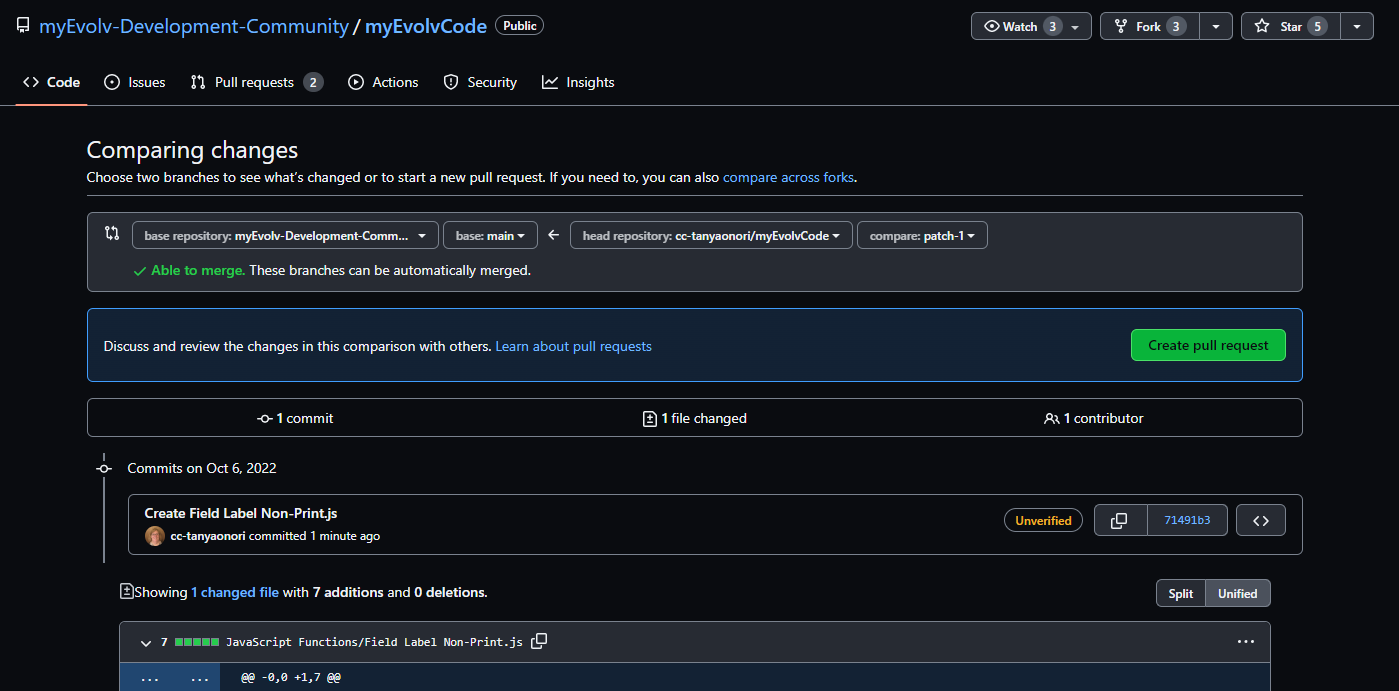 myEvolv-Development-Community / myEvolvCode Public Watch 3 Fork 3 Star 5
Code Issues Pull requests 2 Actions Security Insights
Comparing changes
Choose two branches to see what's changed or to start a new pull request. If you need to, you can also compare across forks.
base repository: myEvolv-Development-Comm... base: main head repository: cc-tanyaonori/myEvolvCode compare: patch-1
Able to merge. These branches can be automatically merged.
Discuss and review the changes in this comparison with others. Learn about pull requests Create pull request
1 commit 1 file changed 1 contributor
Commits on Oct 6, 2022
Create Field Label Non-Print.js
cc-tanyaonori committed 1 minute ago
Unverified 71491b3
Showing 1 changed file with 7 additions and 0 deletions. Split Unified
7 JavaScript Functions/Field Label Non-Print.js ...
... ... @@ -0,0 +1,7 @@